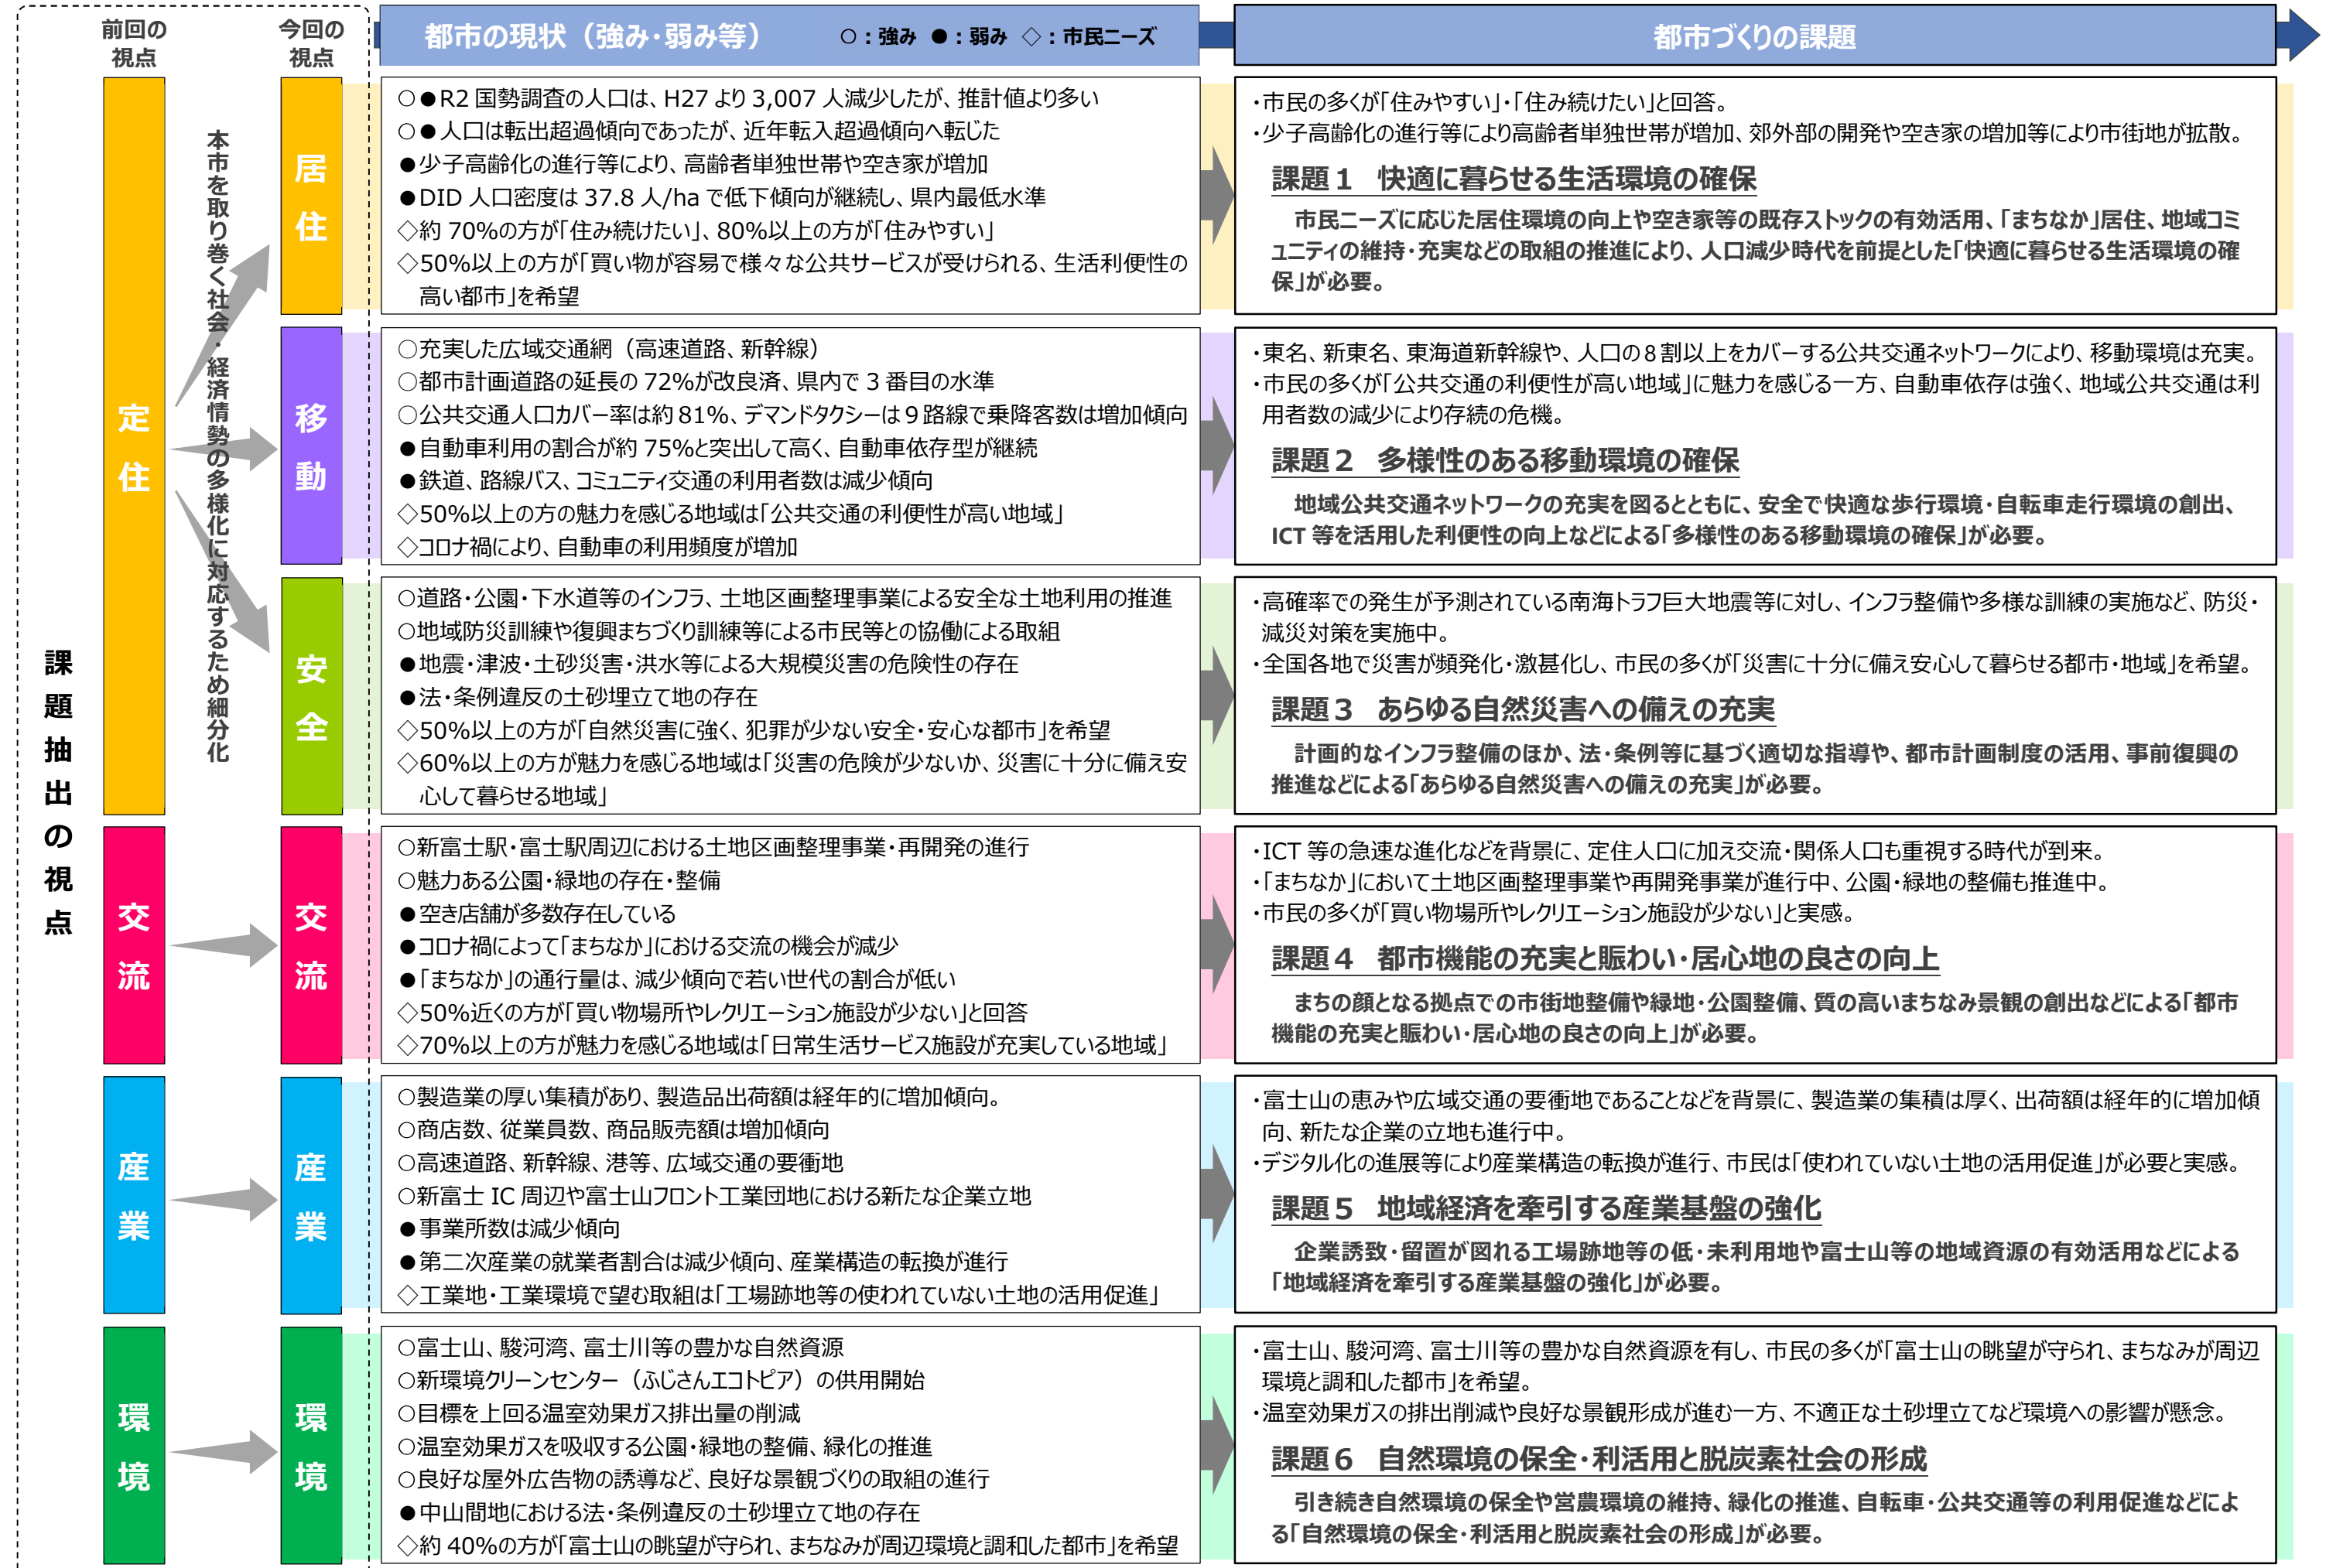 課題抽出の視点
前回の
視点
今回の
視点
都市の現状（強み・弱み等）　○：強み ●：弱み ◇：市民ニーズ
都市づくりの課題
定住
本市を取り巻く社会・経済情勢の多様化に対応するため細分化
居住
○●R2 国勢調査の人口は、H27 より 3,007 人減少したが、推計値より多い
○●人口は転出超過傾向であったが、近年転入超過傾向へ転じた
●少子高齢化の進行等により、高齢者単独世帯や空き家が増加
●DID 人口密度は 37.8 人/ha で低下傾向が継続し、県内最低水準
◇約 70%の方が「住み続けたい」、80%以上の方が「住みやすい」
◇50%以上の方が「買い物が容易で様々な公共サービスが受けられる、生活利便性の
高い都市」を希望
・市民の多くが「住みやすい」・「住み続けたい」と回答。
・少子高齢化の進行等により高齢者単独世帯が増加、郊外部の開発や空き家の増加等により市街地が拡散。
課題１　快適に暮らせる生活環境の確保
市民ニーズに応じた居住環境の向上や空き家等の既存ストックの有効活用、「まちなか」居住、地域コミ
ュニティの維持・充実などの取組の推進により、人口減少時代を前提とした「快適に暮らせる生活環境の確
保」が必要。
移動
○充実した広域交通網（高速道路、新幹線）
○都市計画道路の延長の 72%が改良済、県内で 3 番目の水準
○公共交通人口カバー率は約 81%、デマンドタクシーは９路線で乗降客数は増加傾向
●自動車利用の割合が約 75%と突出して高く、自動車依存型が継続
●鉄道、路線バス、コミュニティ交通の利用者数は減少傾向
◇50%以上の方の魅力を感じる地域は「公共交通の利便性が高い地域」
◇コロナ禍により、自動車の利用頻度が増加
・東名、新東名、東海道新幹線や、人口の８割以上をカバーする公共交通ネットワークにより、移動環境は充実。
・市民の多くが「公共交通の利便性が高い地域」に魅力を感じる一方、自動車依存は強く、地域公共交通は利
用者数の減少により存続の危機。
課題２　多様性のある移動環境の確保
地域公共交通ネットワークの充実を図るとともに、安全で快適な歩行環境・自転車走行環境の創出、
ICT 等を活用した利便性の向上などによる「多様性のある移動環境の確保」が必要。
安全
○道路・公園・下水道等のインフラ、土地区画整理事業による安全な土地利用の推進
○地域防災訓練や復興まちづくり訓練等による市民等との協働による取組
●地震・津波・土砂災害・洪水等による大規模災害の危険性の存在
●法・条例違反の土砂埋立て地の存在
◇50%以上の方が「自然災害に強く、犯罪が少ない安全・安心な都市」を希望
◇60%以上の方が魅力を感じる地域は「災害の危険が少ないか、災害に十分に備え安
心して暮らせる地域」
・高確率での発生が予測されている南海トラフ巨大地震等に対し、インフラ整備や多様な訓練の実施など、防災・
減災対策を実施中。
・全国各地で災害が頻発化・激甚化し、市民の多くが「災害に十分に備え安心して暮らせる都市・地域」を希望。
課題３　あらゆる自然災害への備えの充実
計画的なインフラ整備のほか、法・条例等に基づく適切な指導や、都市計画制度の活用、事前復興の
推進などによる「あらゆる自然災害への備えの充実」が必要。
交流
交流
○新富士駅・富士駅周辺における土地区画整理事業・再開発の進行
○魅力ある公園・緑地の存在・整備
●空き店舗が多数存在している
●コロナ禍によって「まちなか」における交流の機会が減少
●「まちなか」の通行量は、減少傾向で若い世代の割合が低い
◇50%近くの方が「買い物場所やレクリエーション施設が少ない」と回答
◇70%以上の方が魅力を感じる地域は「日常生活サービス施設が充実している地域」
・ICT 等の急速な進化などを背景に、定住人口に加え交流・関係人口も重視する時代が到来。
・「まちなか」において土地区画整理事業や再開発事業が進行中、公園・緑地の整備も推進中。
・市民の多くが「買い物場所やレクリエーション施設が少ない」と実感。
課題４　都市機能の充実と賑わい・居心地の良さの向上
まちの顔となる拠点での市街地整備や緑地・公園整備、質の高いまちなみ景観の創出などによる「都市
機能の充実と賑わい・居心地の良さの向上」が必要。
産業
産業
○製造業の厚い集積があり、製造品出荷額は経年的に増加傾向。
○商店数、従業員数、商品販売額は増加傾向
○高速道路、新幹線、港等、広域交通の要衝地
○新富士 IC 周辺や富士山フロント工業団地における新たな企業立地
●事業所数は減少傾向
●第二次産業の就業者割合は減少傾向、産業構造の転換が進行
◇工業地・工業環境で望む取組は「工場跡地等の使われていない土地の活用促進」
・富士山の恵みや広域交通の要衝地であることなどを背景に、製造業の集積は厚く、出荷額は経年的に増加傾
向、新たな企業の立地も進行中。
・デジタル化の進展等により産業構造の転換が進行、市民は「使われていない土地の活用促進」が必要と実感。
課題５　地域経済を牽引する産業基盤の強化
企業誘致・留置が図れる工場跡地等の低・未利用地や富士山等の地域資源の有効活用などによる
「地域経済を牽引する産業基盤の強化」が必要。
環境
環境
○富士山、駿河湾、富士川等の豊かな自然資源
○新環境クリーンセンター（ふじさんエコトピア）の供用開始
○目標を上回る温室効果ガス排出量の削減
○温室効果ガスを吸収する公園・緑地の整備、緑化の推進
○良好な屋外広告物の誘導など、良好な景観づくりの取組の進行
●中山間地における法・条例違反の土砂埋立て地の存在
◇約 40%の方が「富士山の眺望が守られ、まちなみが周辺環境と調和した都市」を希望
・富士山、駿河湾、富士川等の豊かな自然資源を有し、市民の多くが「富士山の眺望が守られ、まちなみが周辺
環境と調和した都市」を希望。
・温室効果ガスの排出削減や良好な景観形成が進む一方、不適正な土砂埋立てなど環境への影響が懸念。
課題６　自然環境の保全・利活用と脱炭素社会の形成
引き続き自然環境の保全や営農環境の維持、緑化の推進、自転車・公共交通等の利用促進などによ
る「自然環境の保全・利活用と脱炭素社会の形成」が必要。